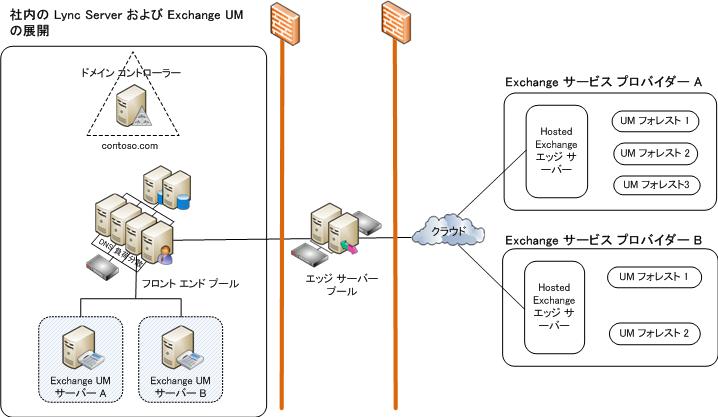 社内の Lync Server および Exchange UM
の展開
ドメイン コントローラー
contoso.com
DNS 負荷分散
フロント エンド プール
Exchange UM
サーバー A
Exchange UM
サーバー B
エッジ サーバー
プール
クラウド
Exchange サービス プロバイダー A
Hosted
Exchange
エッジ サ
ーバー
UM フォレスト 1
UM フォレスト 2
UM フォレスト3
Exchange サービス プロバイダー B
Hosted
Exchange
エッジ サ
ーバー
UM フォレスト 1
UM フォレスト 2